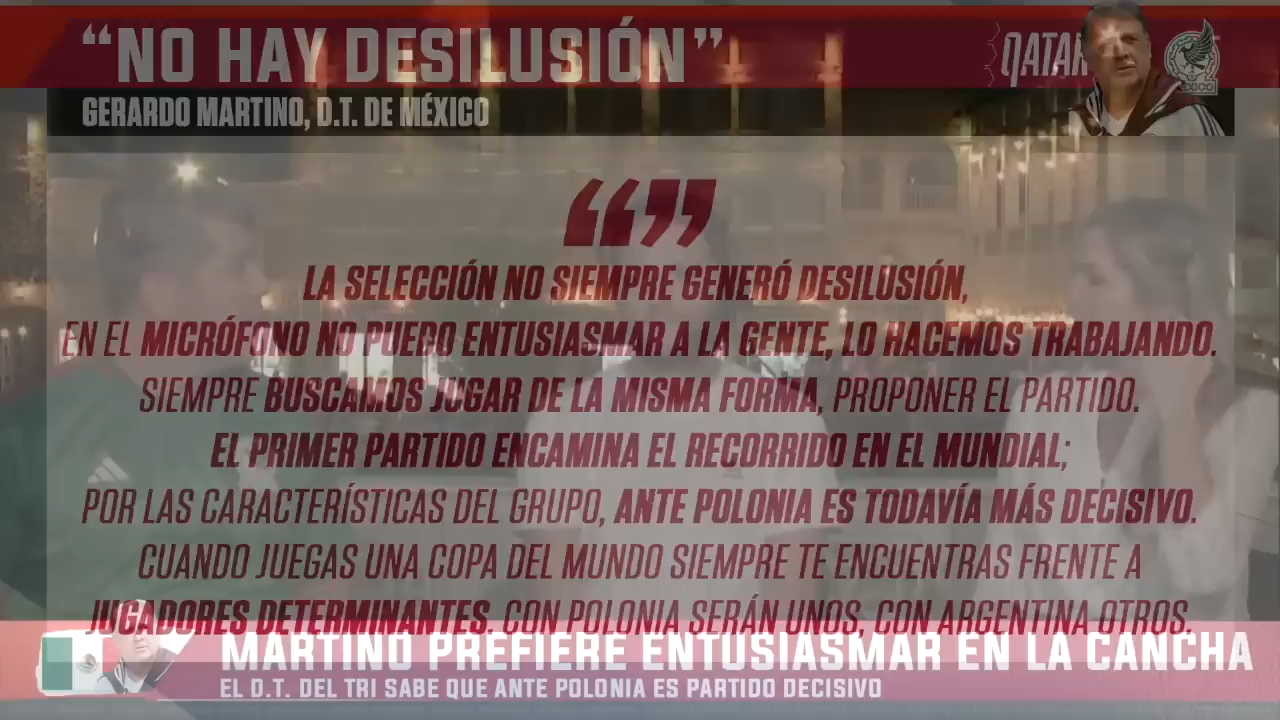 “NO HAY DESILUSIÓN”
QATAR
GERARDO MARTINO, D.T. DE MÉXICO
LA SELECCIÓN NO SIEMPRE GENERÓ DESILUSIÓN,
EN EL MICRÓFONO NO PUEDO ENTUSIASMAR A LA GENTE, LO HACEMOS TRABAJANDO.
SIEMPRE BUSCAMOS JUGAR DE LA MISMA FORMA, PROPONER EL PARTIDO.
EL PRIMER PARTIDO ENCAMINA EL RECORRIDO EN EL MUNDIAL;
POR LAS CARACTERÍSTICAS DEL GRUPO, ANTE POLONIA ES TODAVÍA MÁS DECISIVO.
CUANDO JUEGAS UNA COPA DEL MUNDO SIEMPRE TE ENCUENTRAS FRENTE A
JUGADORES DETERMINANTES. CON POLONIA SERÁN UNOS, CON ARGENTINA OTROS.
MARTINO PREFIERE ENTUSIASMAR EN LA CANCHA
EL D.T. DEL TRI SABE QUE ANTE POLONIA ES PARTIDO DECISIVO